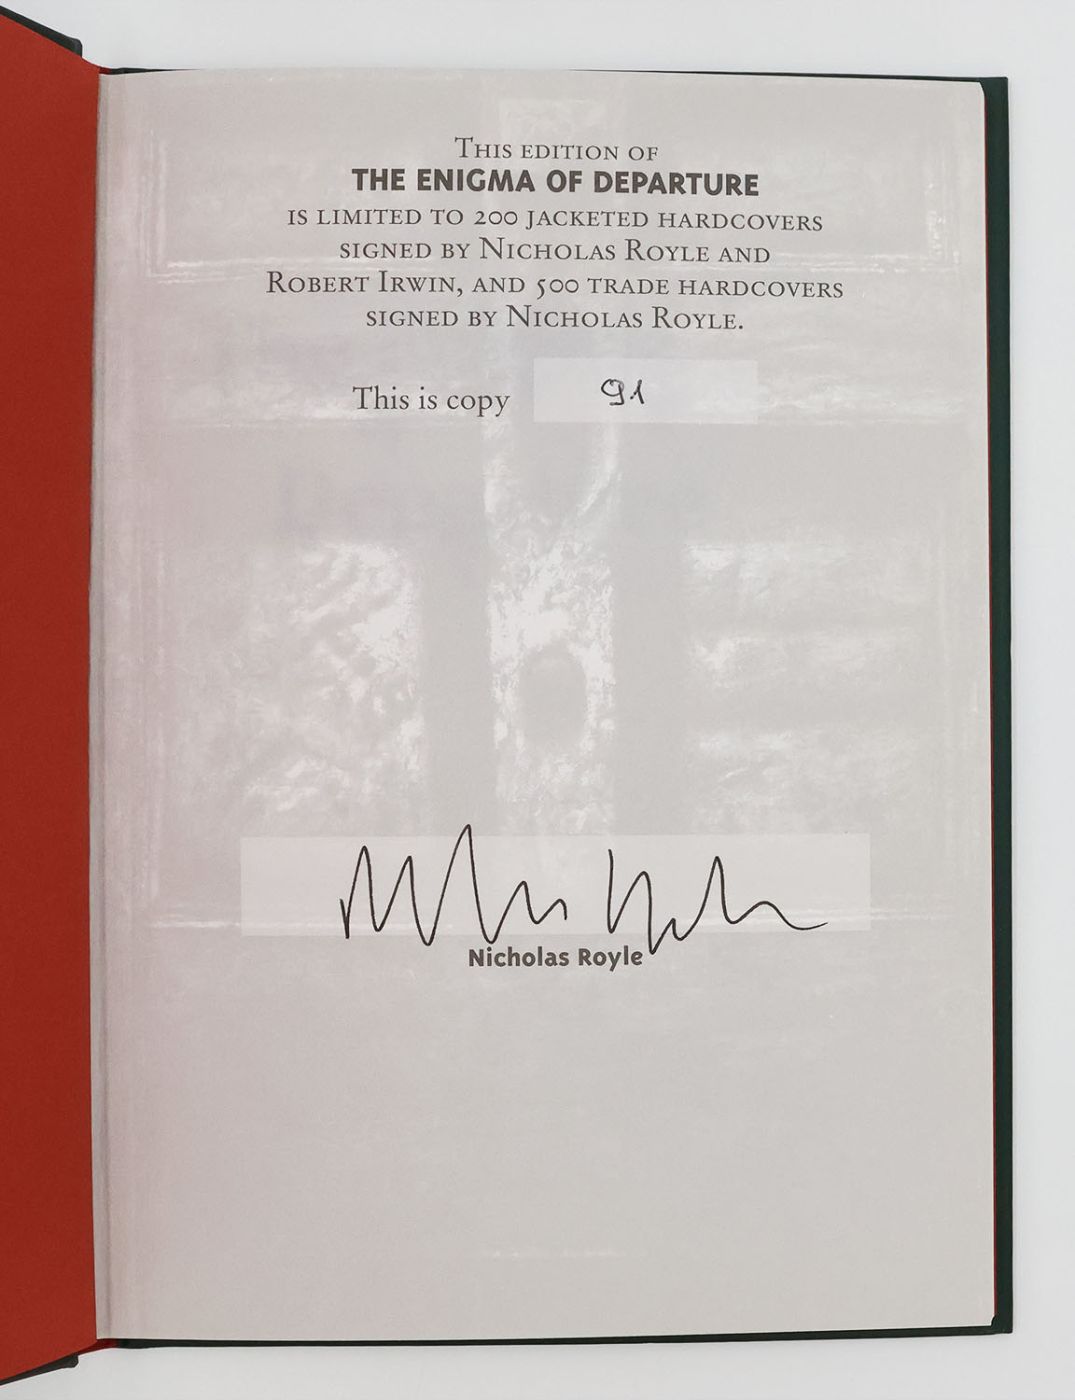 THIS EDITION OF
THE ENIGMA OF DEPARTURE
IS LIMITED TO 200 JACKETED HARDCOVERS
SIGNED BY NICHOLAS ROYLE AND
ROBERT IRWIN, AND 500 TRADE HARDCOVERS
SIGNED BY NICHOLAS ROYLE.
This is copy 91
Nicholas Royle